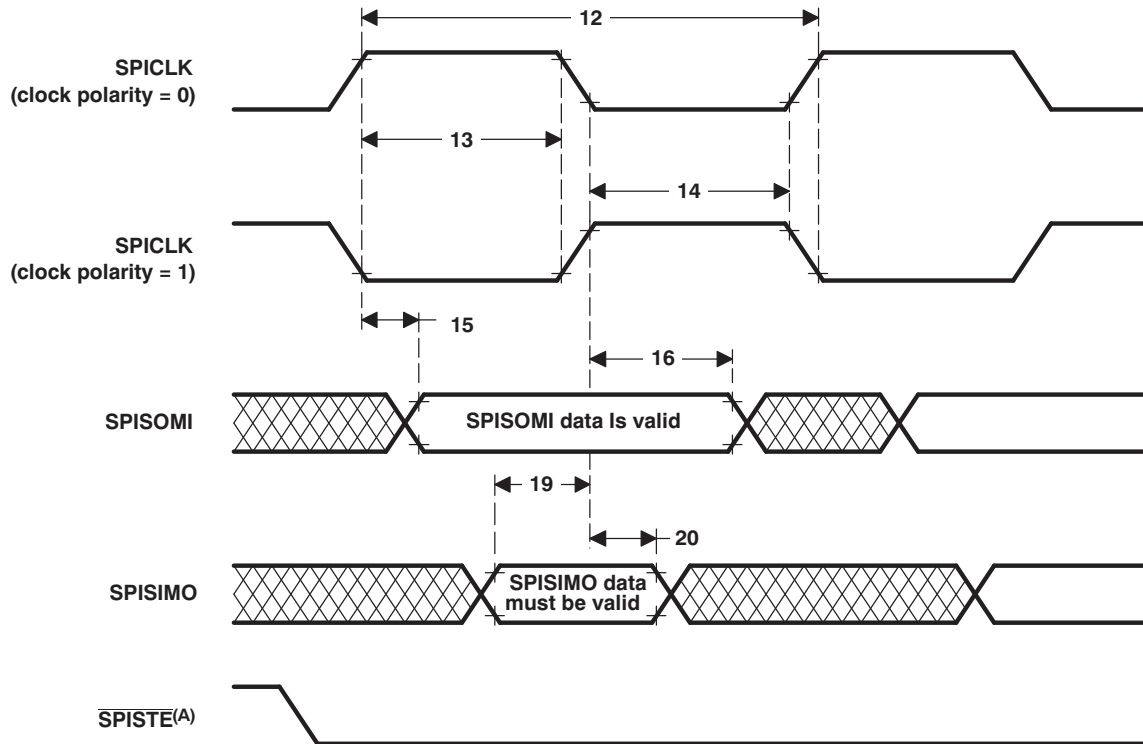 12
SPICLK
(clock polarity = 0)
13
14
SPICLK
(clock polarity = 1)
15
16
SPISOMI
SPISOMI data Is valid
19
20
SPISIMO
SPISIMO data
must be valid
SPISTE(A)